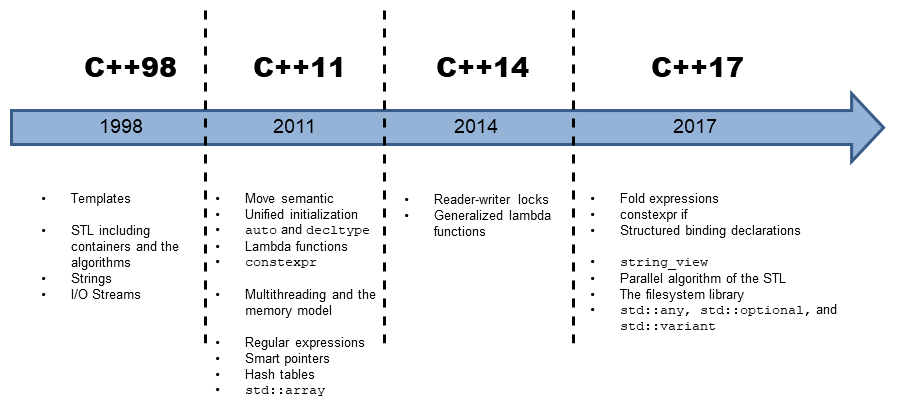 C++98
C++11
C++14
C++17
1998
2011
2014
2017
• Templates
• STL including
containers and the
algorithms
• Strings
• I/O Streams
• Move semantic
• Unified initialization
• auto and decltype
• Lambda functions
• constexpr
• Multithreading and the
memory model
• Regular expressions
• Smart pointers
• Hash tables
• std::array
• Reader-writer locks
• Generalized lambda
functions
• Fold expressions
• constexpr if
• Structured binding declarations
• string_view
• Parallel algorithm of the STL
• The filesystem library
• std::any, std::optional, and
std::variant